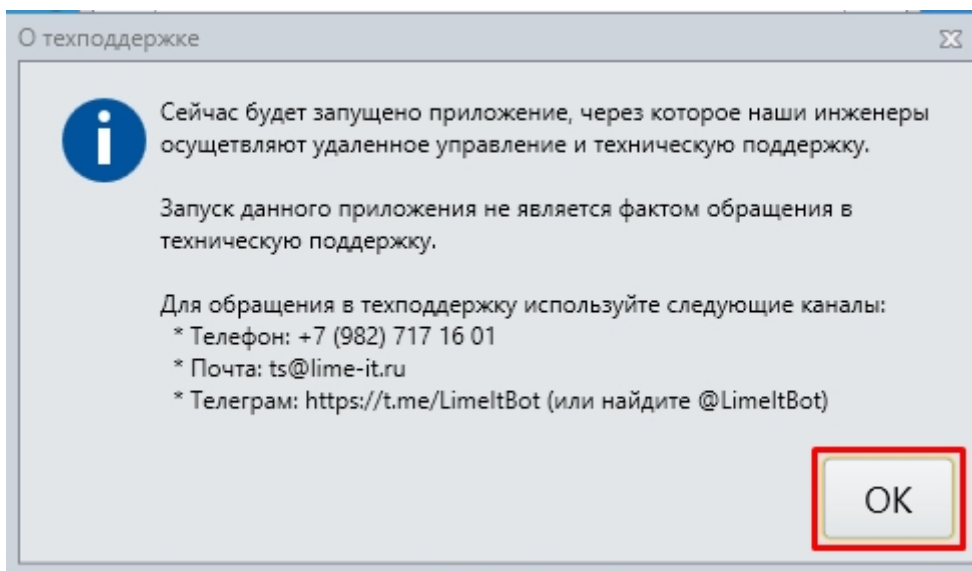 О техподдержке
Сейчас будет запущено приложение, через которое наши инженеры
осущетвляют удаленное управление и техническую поддержку.
Запуск данного приложения не является фактом обращения в
техническую поддержку.
Для обращения в техподдержку используйте следующие каналы:
* Телефон: +7 (982) 717 16 01
* Почта: ts@lime-it.ru
* Телеграм: https://t.me/LimeItBot (или найдите @LimeItBot)
OK